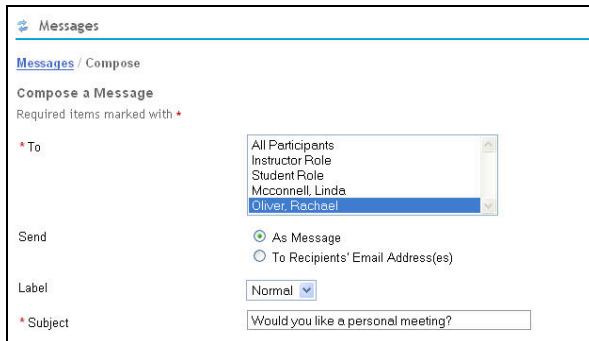 Messages
Messages / Compose
Compose a Message
Required items marked with *
* To
All Participants
Instructor Role
Student Role
Mcconnell, Linda
Oliver, Rachael
Send
As Message
To Recipients' Email Address(es)
Label
Normal
* Subject
Would you like a personal meeting?